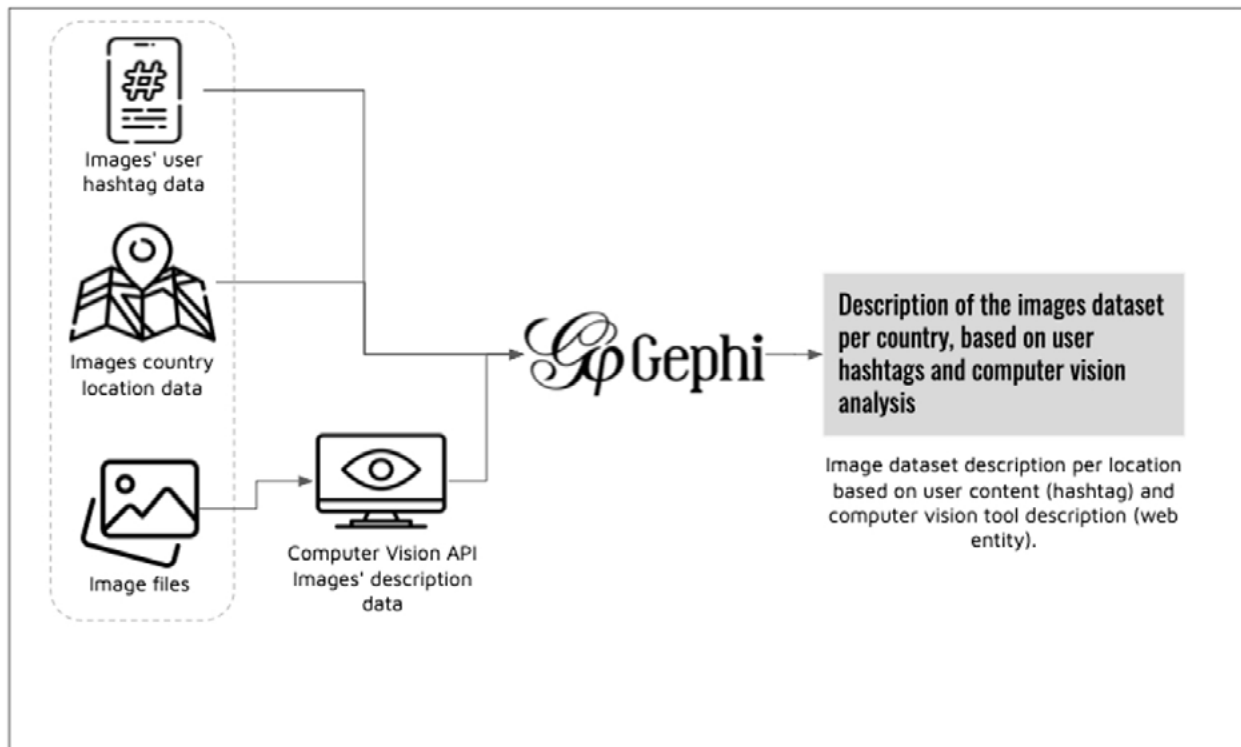 #
Images' user
hashtag data
Images country
location data
Image files
Computer Vision API
Images' description
data
Gφ Gephi
Description of the images dataset
per country, based on user
hashtags and computer vision
analysis
Image dataset description per location
based on user content (hashtag) and
computer vision tool description (web
entity).